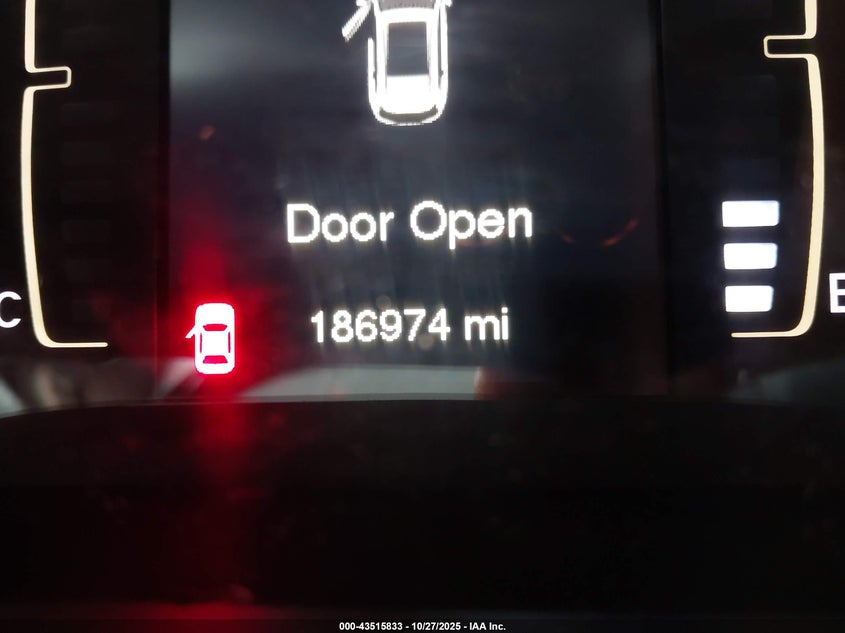 Door Open
C
E
186974 mi
000-43515833 - 10/27/2025 - IAA Inc.